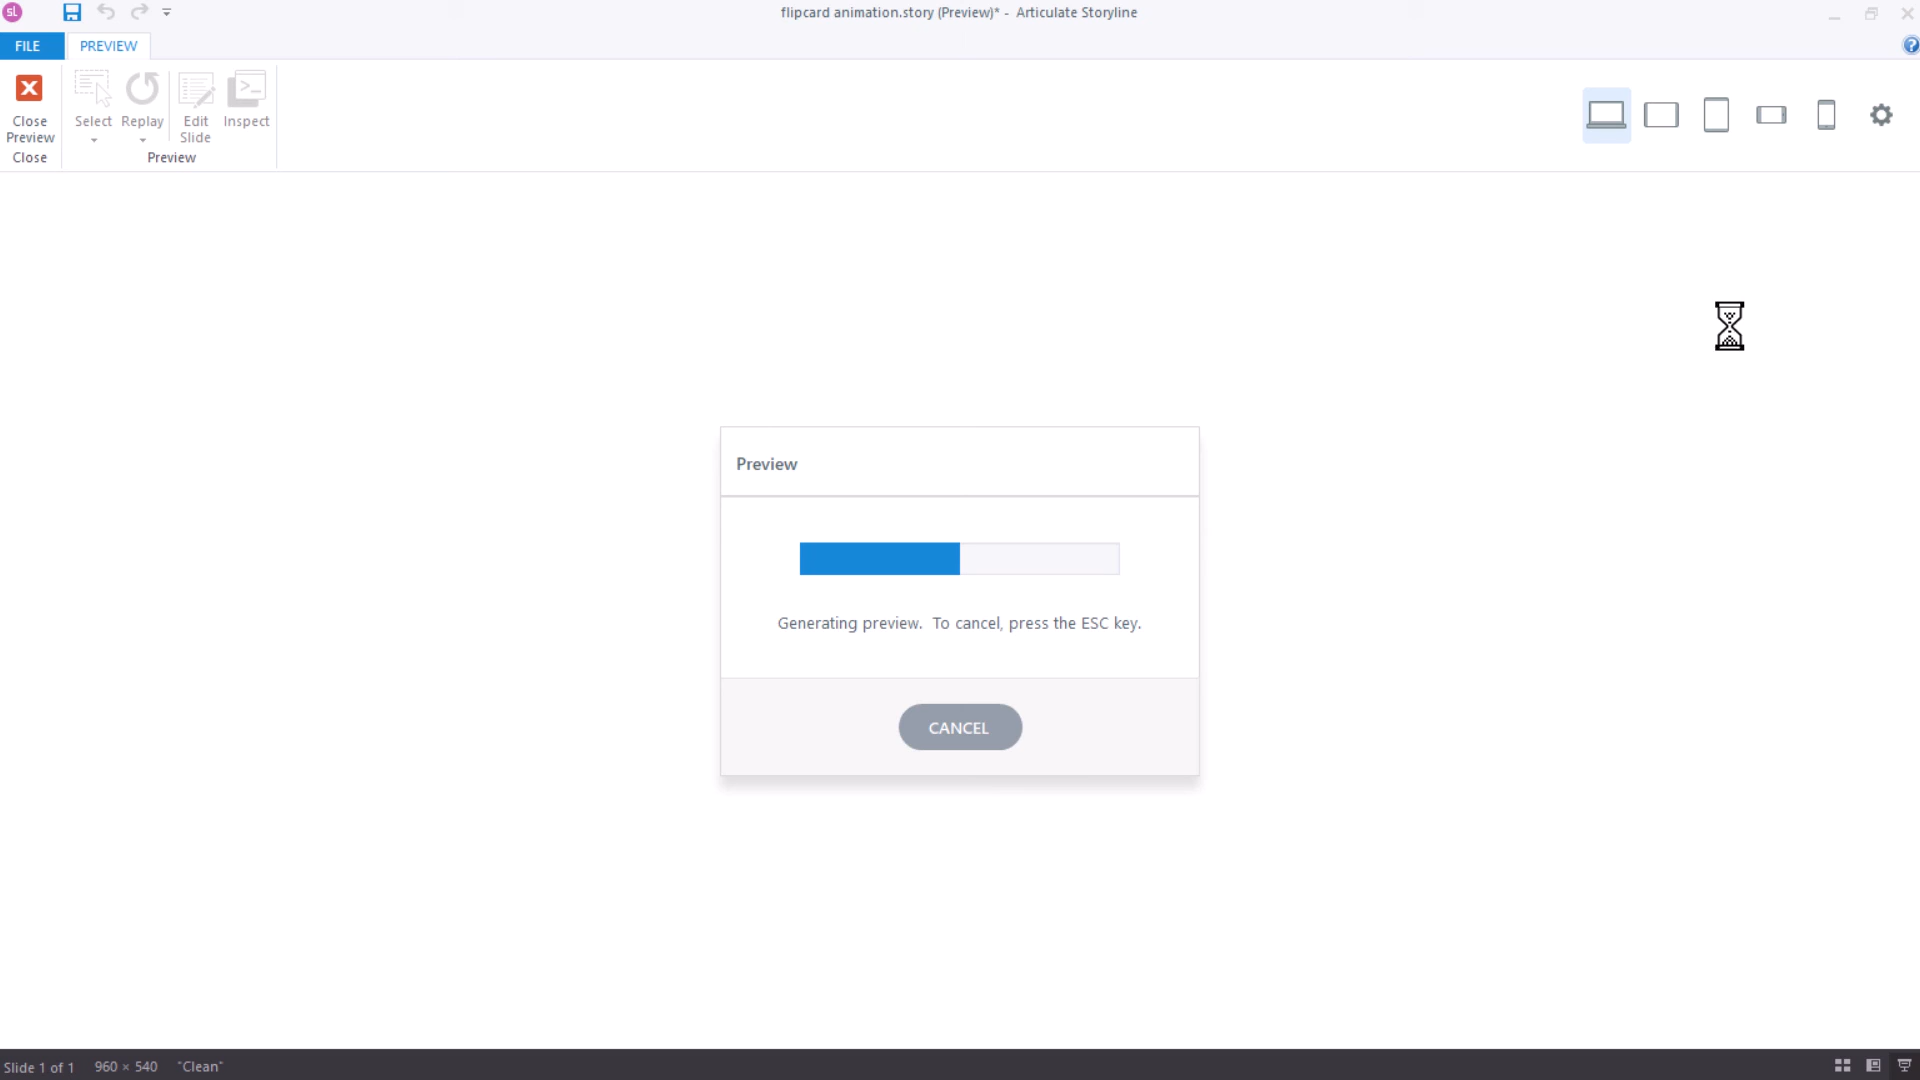 SL
flipcard animation.story (Preview)* - Articulate Storyline
FILE
PREVIEW
?
Close Preview
Select
Replay
Edit Slide
Inspect
Close
Preview
Preview
Generating preview. To cancel, press the ESC key.
CANCEL
Slide 1 of 1
960 × 540
"Clean"